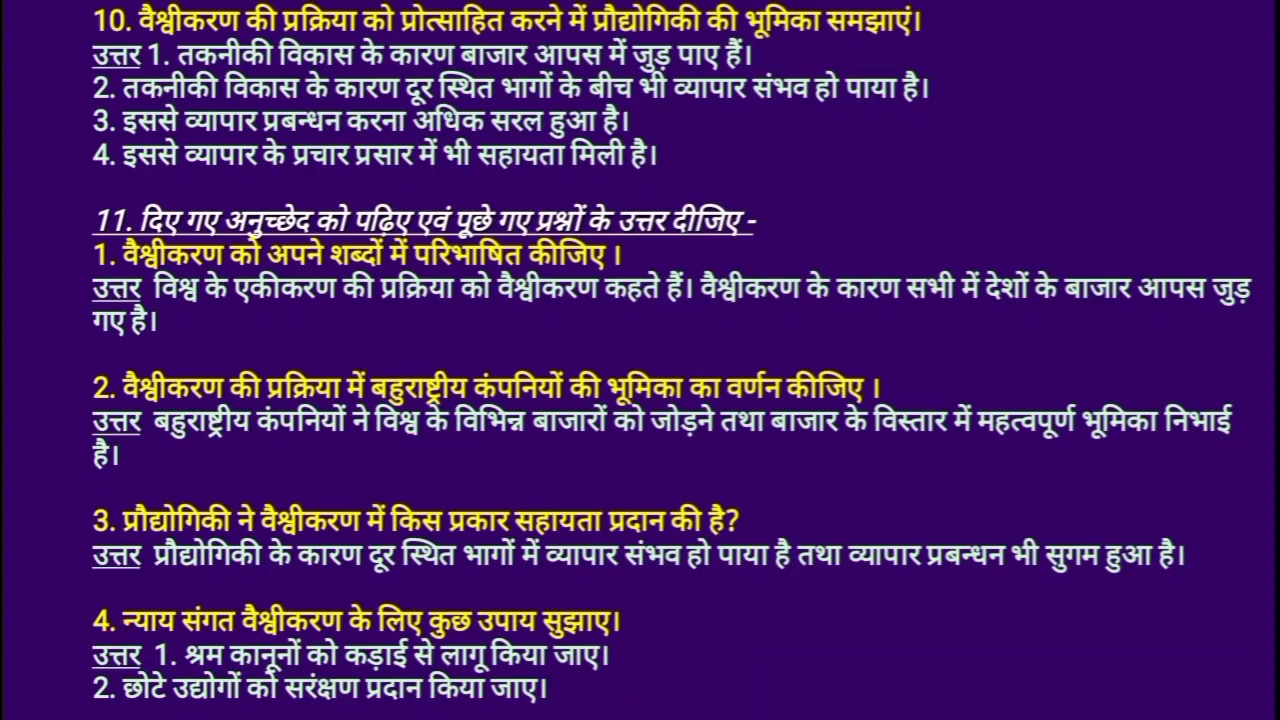 10. वैश्वीकरण की प्रक्रिया को प्रोत्साहित करने में प्रौद्योगिकी की भूमिका समझाएं।
उत्तर 1. तकनीकी विकास के कारण बाजार आपस में जुड़ पाए हैं।
2. तकनीकी विकास के कारण दूर स्थित भागों के बीच भी व्यापार संभव हो पाया है।
3. इससे व्यापार प्रबन्धन करना अधिक सरल हुआ है।
4. इससे व्यापार के प्रचार प्रसार में भी सहायता मिली है।
11. दिए गए अनुच्छेद को पढ़िए एवं पूछे गए प्रश्नों के उत्तर दीजिए -
1. वैश्वीकरण को अपने शब्दों में परिभाषित कीजिए ।
उत्तर विश्व के एकीकरण की प्रक्रिया को वैश्वीकरण कहते हैं। वैश्वीकरण के कारण सभी में देशों के बाजार आपस जुड़
गए है।
2. वैश्वीकरण की प्रक्रिया में बहुराष्ट्रीय कंपनियों की भूमिका का वर्णन कीजिए ।
उत्तर बहुराष्ट्रीय कंपनियों ने विश्व के विभिन्न बाजारों को जोड़ने तथा बाजार के विस्तार में महत्वपूर्ण भूमिका निभाई
है।
3. प्रौद्योगिकी ने वैश्वीकरण में किस प्रकार सहायता प्रदान की है?
उत्तर प्रौद्योगिकी के कारण दूर स्थित भागों में व्यापार संभव हो पाया है तथा व्यापार प्रबन्धन भी सुगम हुआ है।
4. न्याय संगत वैश्वीकरण के लिए कुछ उपाय सुझाए।
उत्तर 1. श्रम कानूनों को कड़ाई से लागू किया जाए।
2. छोटे उद्योगों को सरंक्षण प्रदान किया जाए।